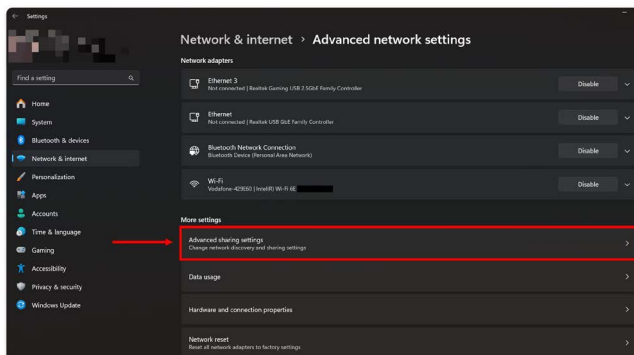 Settings
Network & internet > Advanced network settings
Network adapters
Find a setting
Home
System
Bluetooth & devices
Network & internet
Personalization
Apps
Accounts
Time & language
Gaming
Accessibility
Privacy & security
Windows Update
Ethernet 3
Not connected | Realtek Gaming USB 2.5GbE Family Controller
Disable
Ethernet
Not connected | Realtek USB GbE Family Controller
Disable
Bluetooth Network Connection
Bluetooth Device (Personal Area Network)
Disable
Wi-Fi
Vodafone-429E60 | Intel(R) Wi-Fi 6E
Disable
More settings
Advanced sharing settings
Change network discovery and sharing settings
Data usage
Hardware and connection properties
Network reset
Reset all network adapters to factory settings